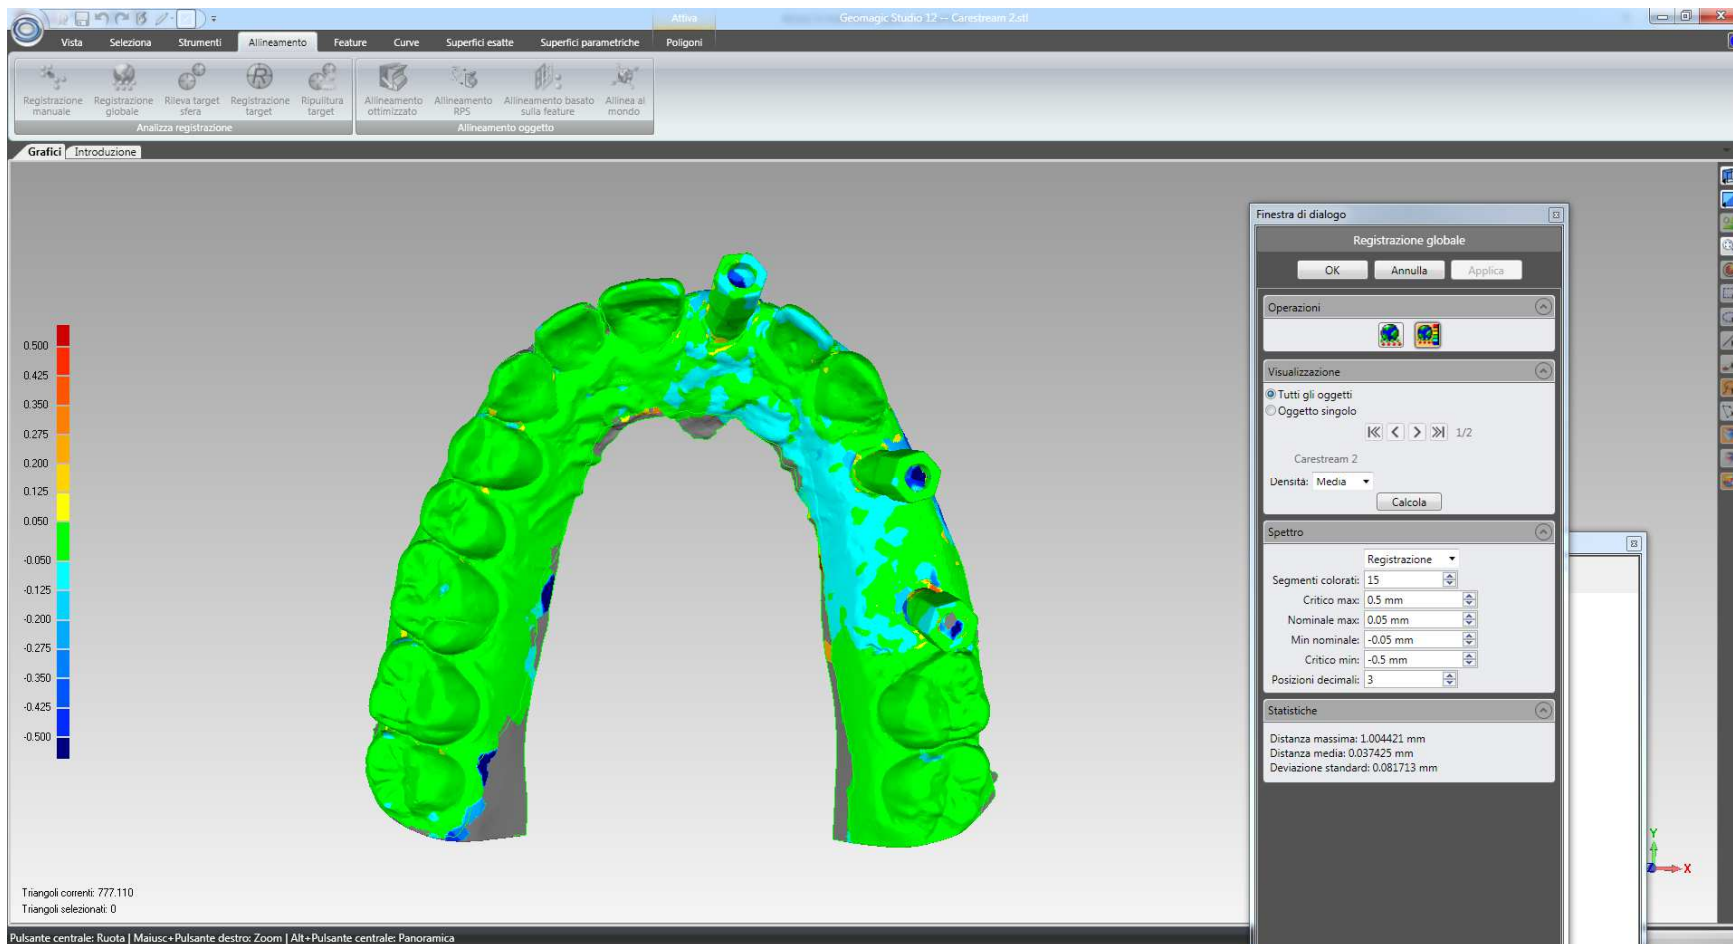 Attiva
Geomagic Studio 12 -- Carestream 2.stl
Vista Seleziona Strumenti Allineamento Feature Curve Superfici esatte Superfici parametriche Poligoni
Registrazione manuale
Registrazione globale
Rileva target sfera
Registrazione target
Ripulitura target
Allineamento ottimizzato
Allineamento RPS
Allineamento basato sulla feature
Allinea al mondo
Analizza registrazione
Allineamento oggetto
Grafici Introduzione
0.500
0.425
0.350
0.275
0.200
0.125
0.050
-0.050
-0.125
-0.200
-0.275
-0.350
-0.425
-0.500
Finestra di dialogo
Registrazione globale
OK Annulla Applica
Operazioni
Visualizzazione
Tutti gli oggetti
Oggetto singolo
1/2
Carestream 2
Densità: Media
Calcola
Spettro
Registrazione
Segmenti colorati: 15
Critico max: 0.5 mm
Nominale max: 0.05 mm
Min nominale: -0.05 mm
Critico min: -0.5 mm
Posizioni decimali: 3
Statistiche
Distanza massima: 1.004421 mm
Distanza media: 0.037425 mm
Deviazione standard: 0.081713 mm
Y
Z
X
Triangoli correnti: 777.110
Triangoli selezionati: 0
Pulsante centrale: Ruota | Maiusc+Pulsante destro: Zoom | Alt+Pulsante centrale: Panoramica